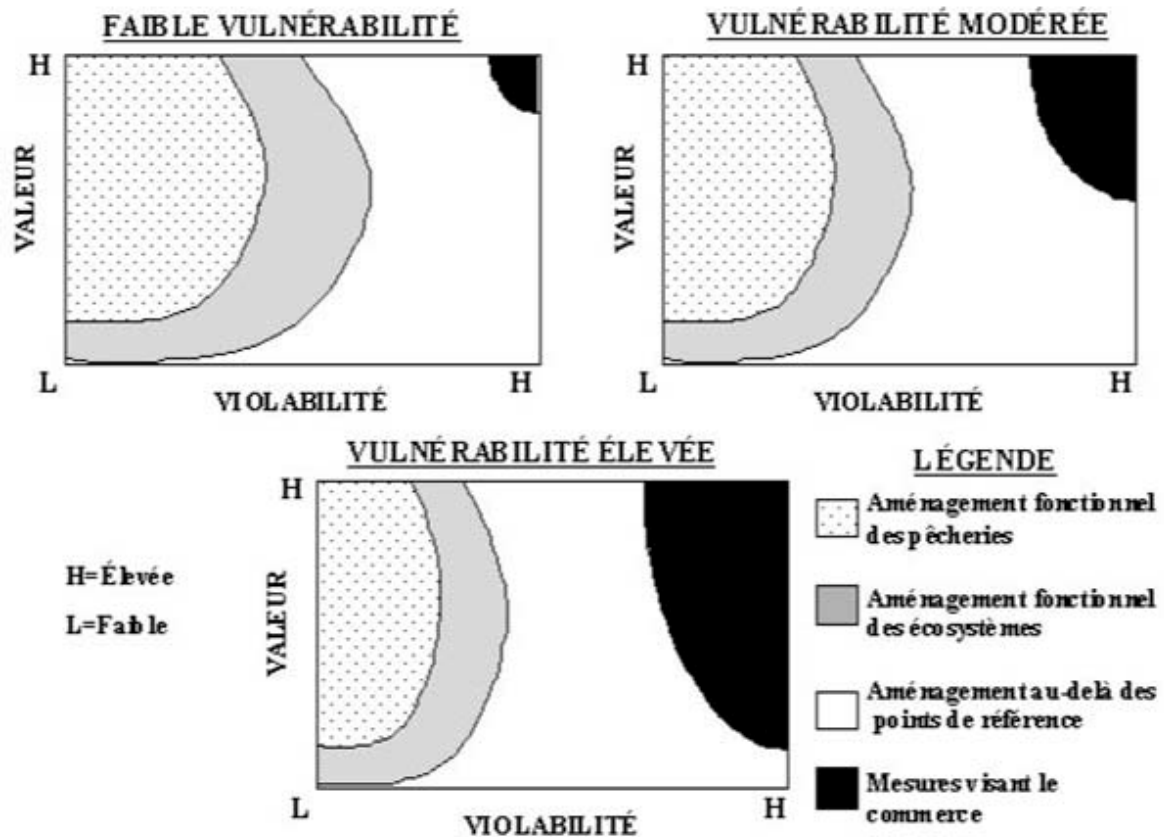 FAIBLE VULNÉRABILITÉ
H
VALEUR
L
H
VIOLABILITÉ
VULNÉRABILITÉ MODÉRÉE
H
VALEUR
L
H
VIOLABILITÉ
VULNÉRABILITÉ ÉLEVÉE
H
VALEUR
L
H
VIOLABILITÉ
H=Élevée
L=Faible
LÉGENDE
Aménagement fonctionnel
des pêcheries
Aménagement fonctionnel
des écosystèmes
Aménagement au-delà des
points de référence
Mesures visant le
commerce